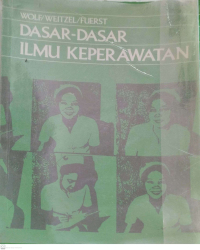 WOLF/WEITZEL/FUERST
DASAR-DASAR
ILMU KEPERAWATAN